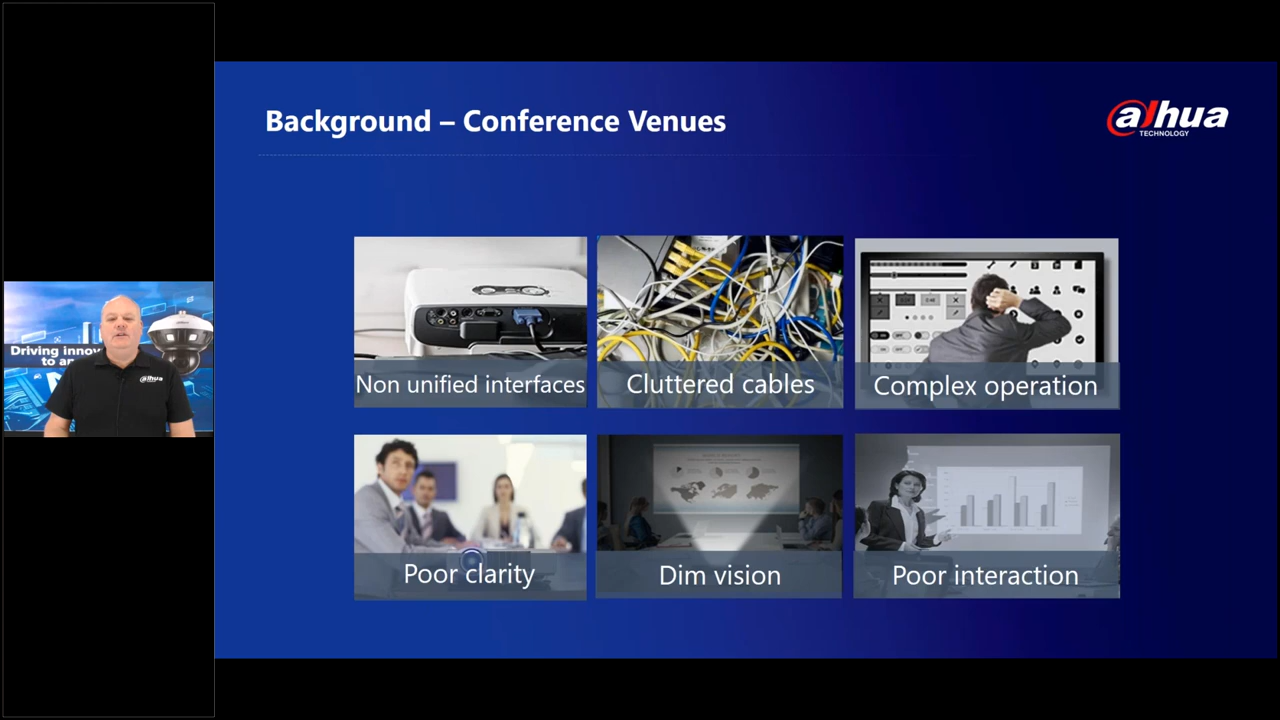 Background – Conference Venues
alhua
TECHNOLOGY
Driving innov
to an
alhua
Non unified interfaces
Cluttered cables
Complex operation
Poor clarity
Dim vision
Poor interaction